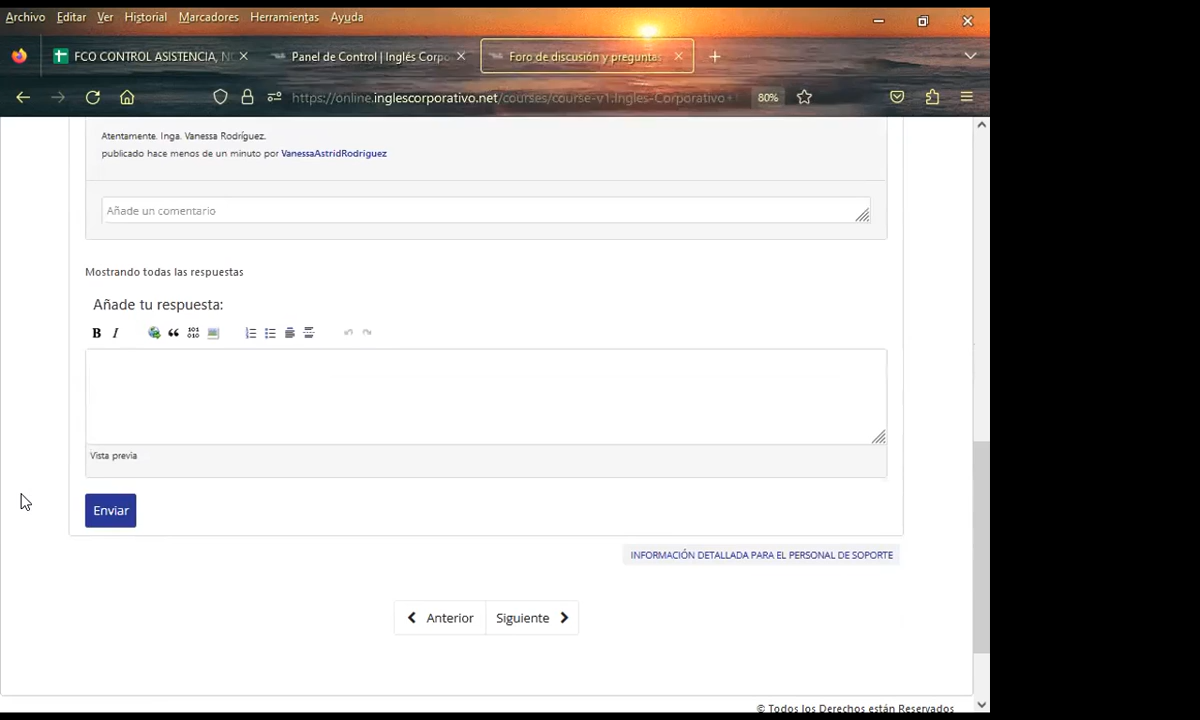 Archivo Editar Ver Historial Marcadores Herramientas Ayuda
FCO CONTROL ASISTENCIA, Panel de Control | Inglés Corpo Foro de discusión y preguntas
https://online.inglescorporativo.net/courses/course-v1:Ingles-Corporativo+ 80%
Atentamente. Inga. Vanessa Rodríguez.
publicado hace menos de un minuto por VanessaAstridRodriguez
Añade un comentario
Mostrando todas las respuestas
Añade tu respuesta:
B I
Vista previa
Enviar
INFORMACIÓN DETALLADA PARA EL PERSONAL DE SOPORTE
Anterior Siguiente
© Todos los Derechos están Reservados